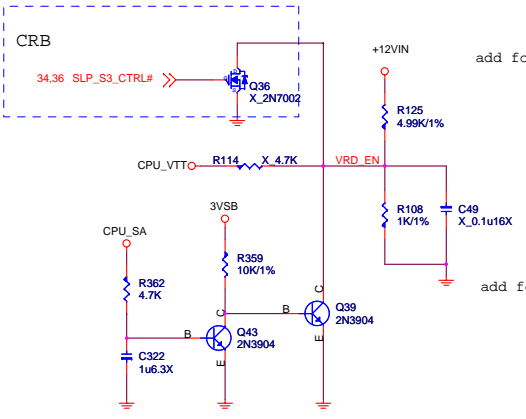 CRB
34,36 SLP_S3_CTRL#
Q36
X_2N7002
+12VIN
add fo
R125
4.99K/1%
CPU_VTT
R114
X_4.7K
VRD_EN
3VSB
R108
1K/1%
C49
X_0.1u16X
CPU_SA
R359
10K/1%
R362
4.7K
add fo
C
B
Q39
2N3904
E
C
B
Q43
2N3904
E
C322
1u6.3X